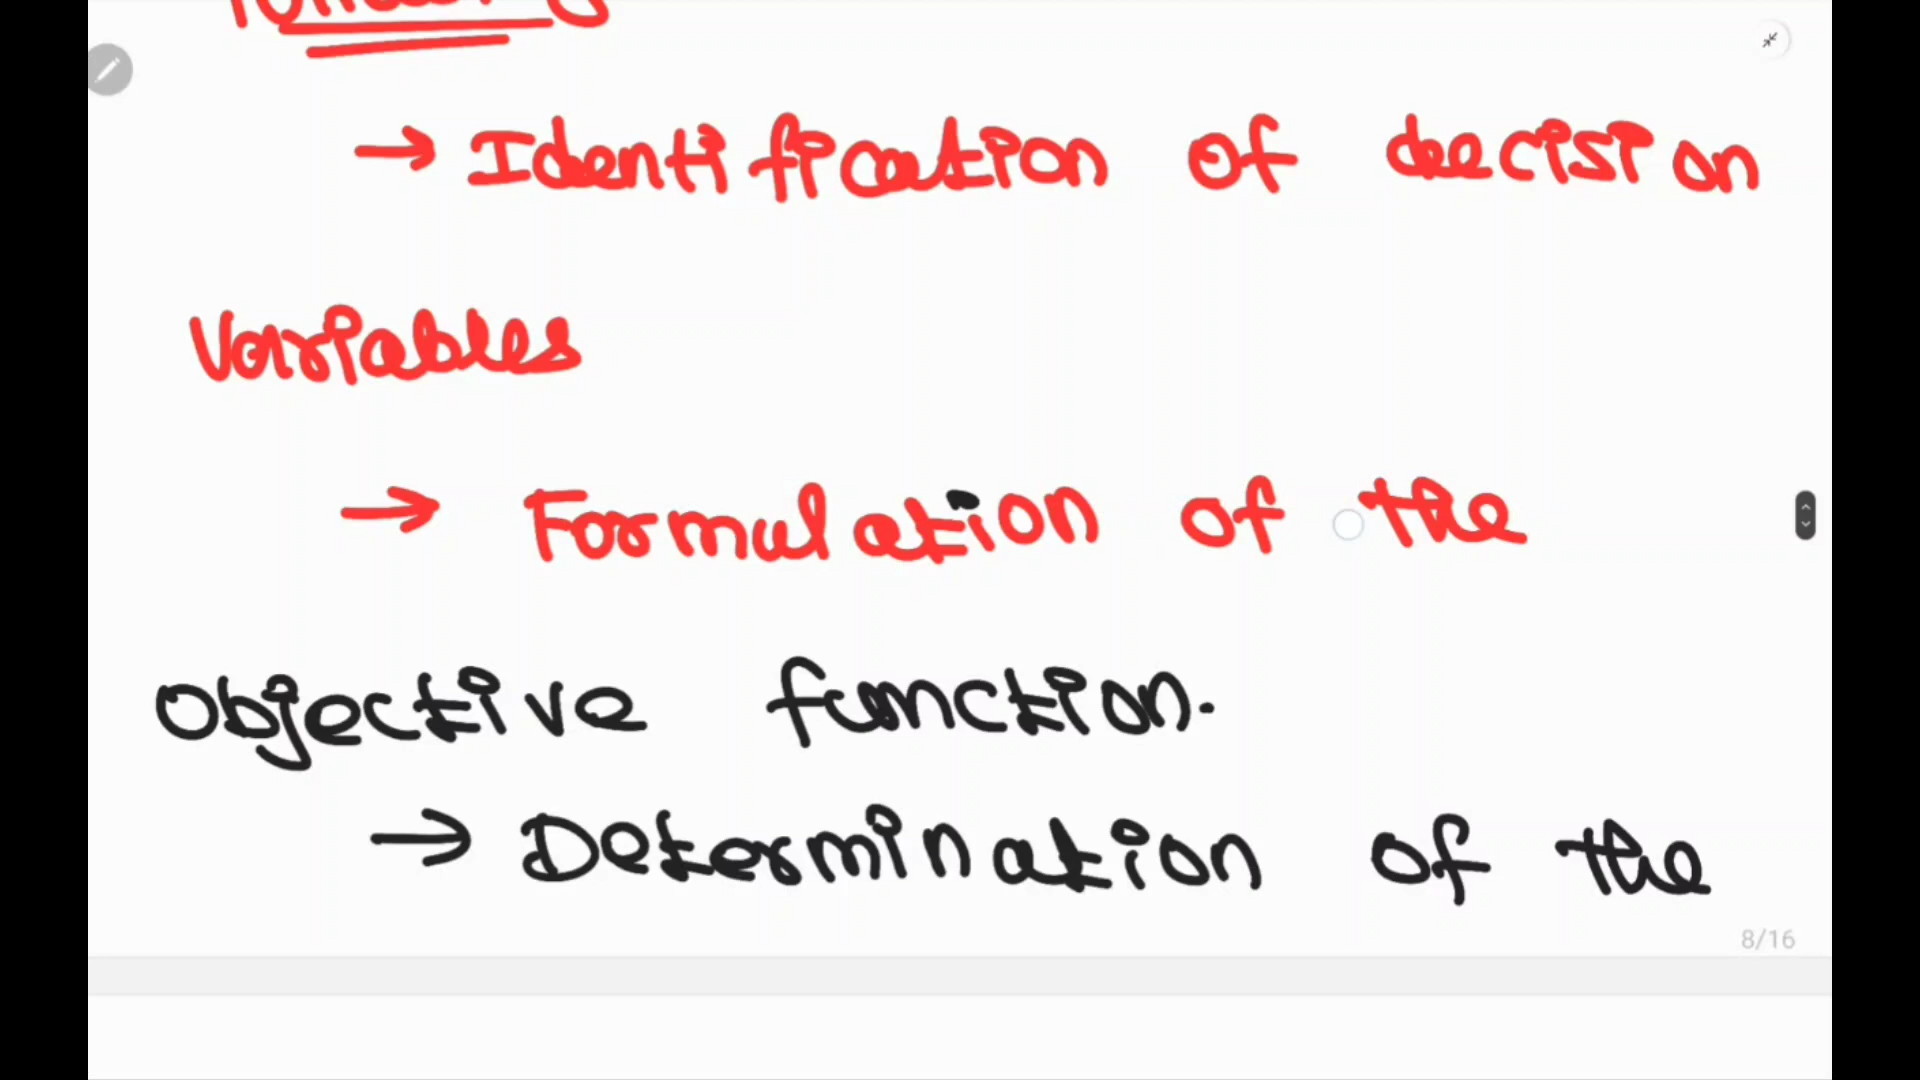 → Identification of decision
Variables
→ Formulation of the
Objective function.
→ Determination of the
8/16